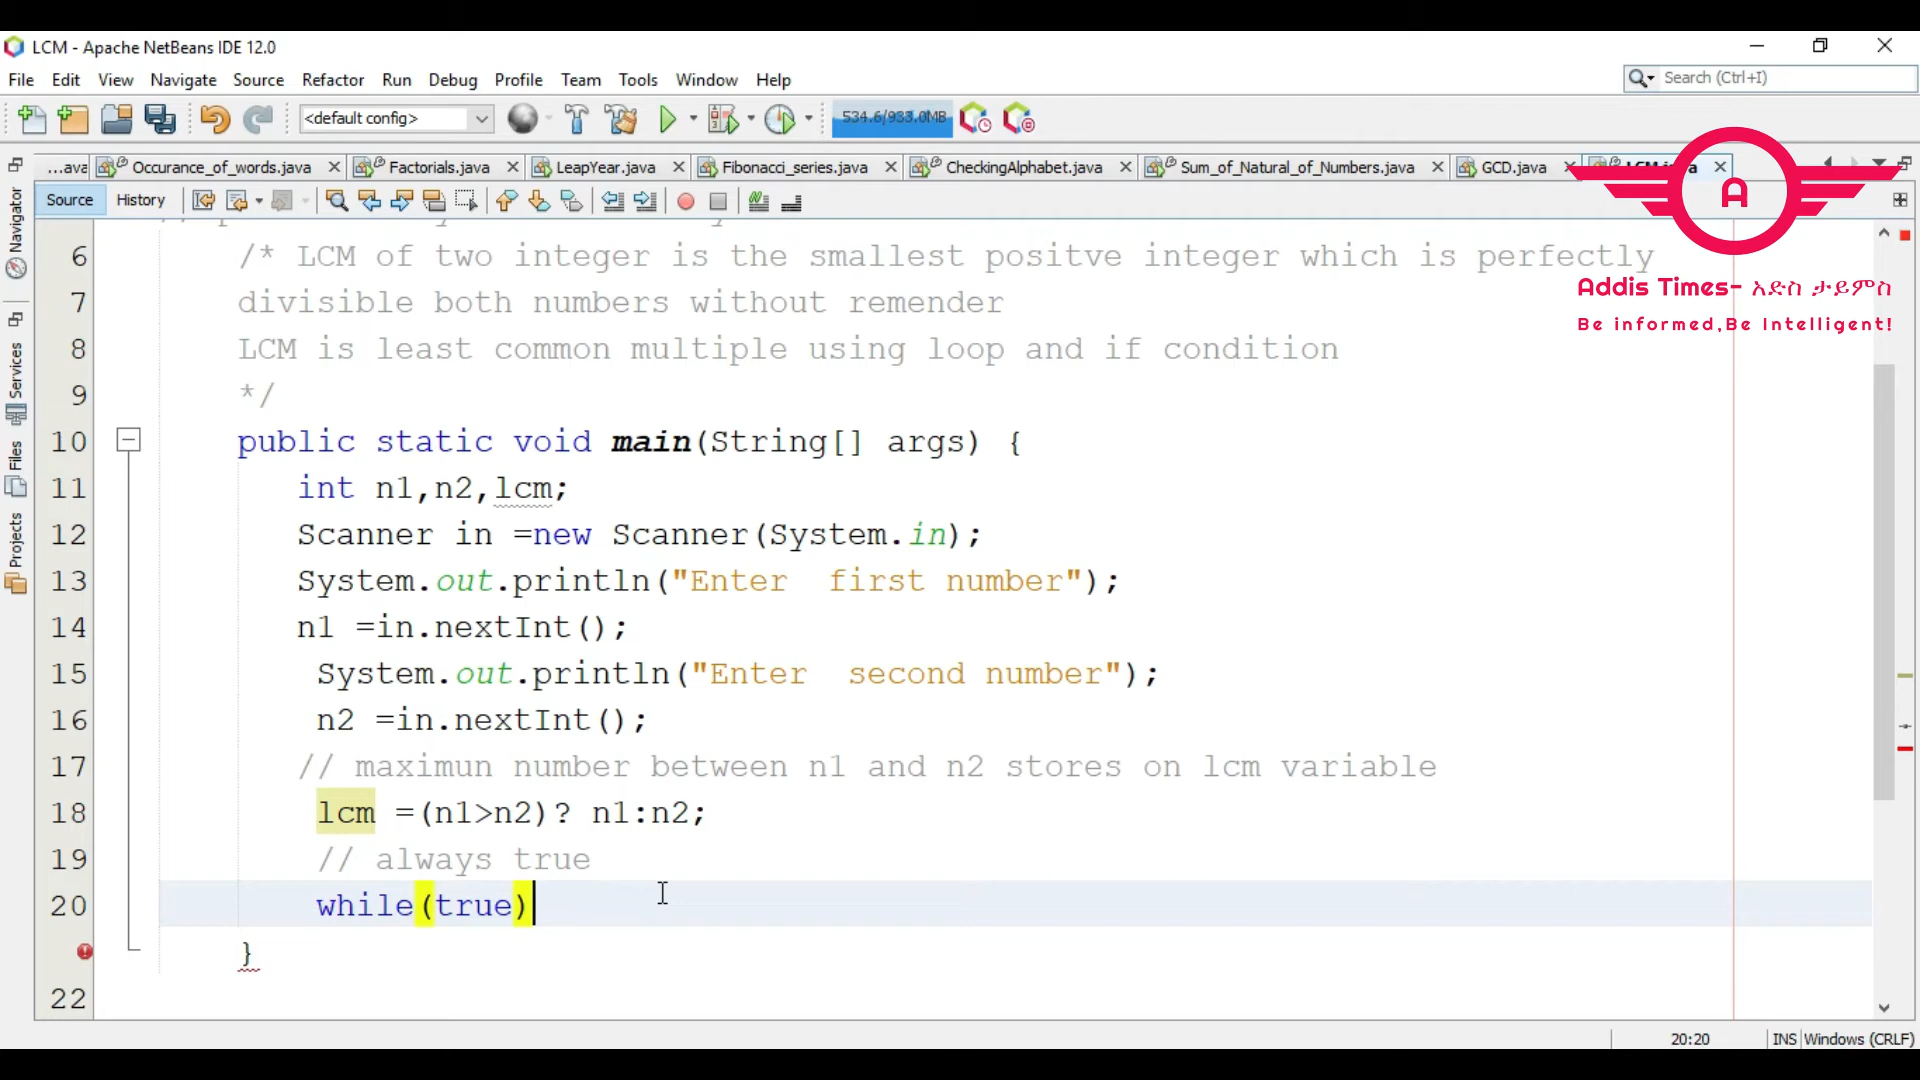 LCM - Apache NetBeans IDE 12.0
File Edit View Navigate Source Refactor Run Debug Profile Team Tools Window Help
Search (Ctrl+I)
<default config>
534.6/933.0MB
...ava Occurance_of_words.java Factorials.java LeapYear.java Fibonacci_series.java CheckingAlphabet.java Sum_of_Natural_of_Numbers.java GCD.java
Source History
A
Addis Times- አድስ ታይምስ
Be informed,Be Intelligent!
Navigator
Services
Files
Projects
6 /* LCM of two integer is the smallest positve integer which is perfectly
7 divisible both numbers without remender
8 LCM is least common multiple using loop and if condition
9 */
10 public static void main(String[] args) {
11 int n1,n2,lcm;
12 Scanner in =new Scanner(System.in);
13 System.out.println("Enter  first number");
14 n1 =in.nextInt();
15 System.out.println("Enter  second number");
16 n2 =in.nextInt();
17 // maximun number between n1 and n2 stores on lcm variable
18 lcm =(n1>n2)? n1:n2;
19 // always true
20 while(true)
}
22
20:20 INS Windows (CRLF)